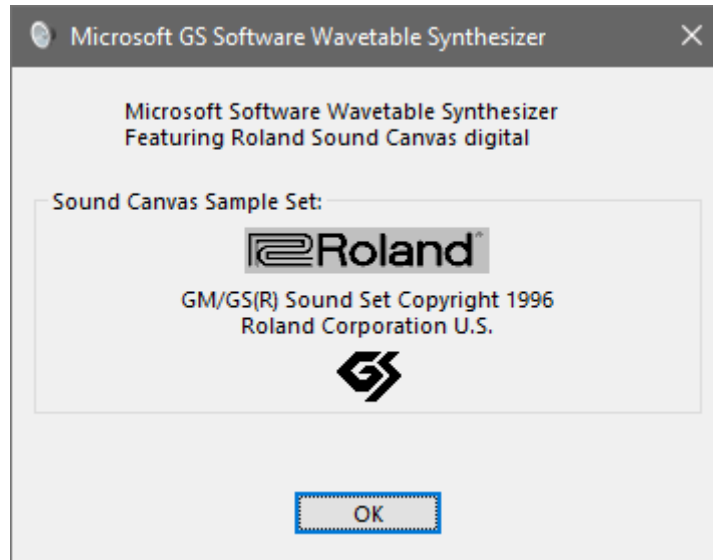 Microsoft GS Software Wavetable Synthesizer
Microsoft Software Wavetable Synthesizer
Featuring Roland Sound Canvas digital
Sound Canvas Sample Set:
Roland®
GM/GS(R) Sound Set Copyright 1996
Roland Corporation U.S.
GS
OK